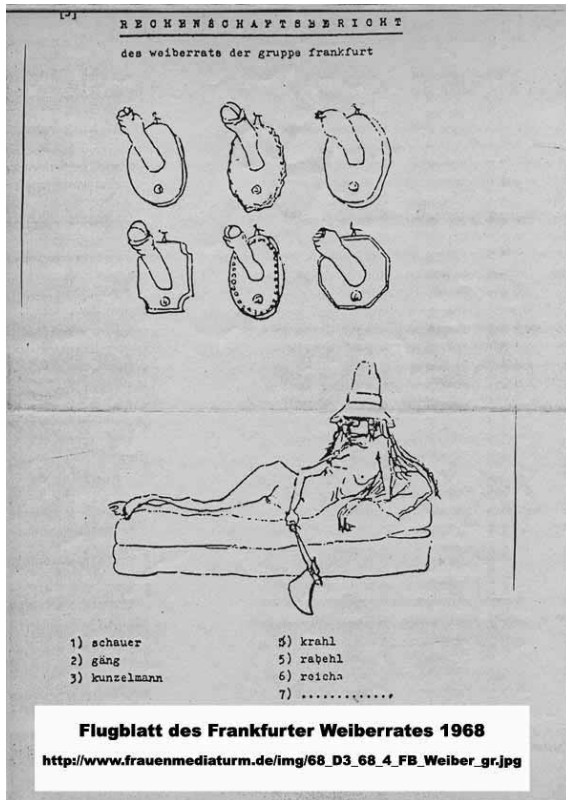 RECHENSCHAFTSBERICHT
des weiberrats der gruppe frankfurt
1) schauer
2) gäng
3) kunzelmann
4) krahl
5) rabehl
6) reiche
7) .............
Flugblatt des Frankfurter Weiberrates 1968
http://www.frauenmediaturm.de/img/68_D3_68_4_FB_Weiber_gr.jpg